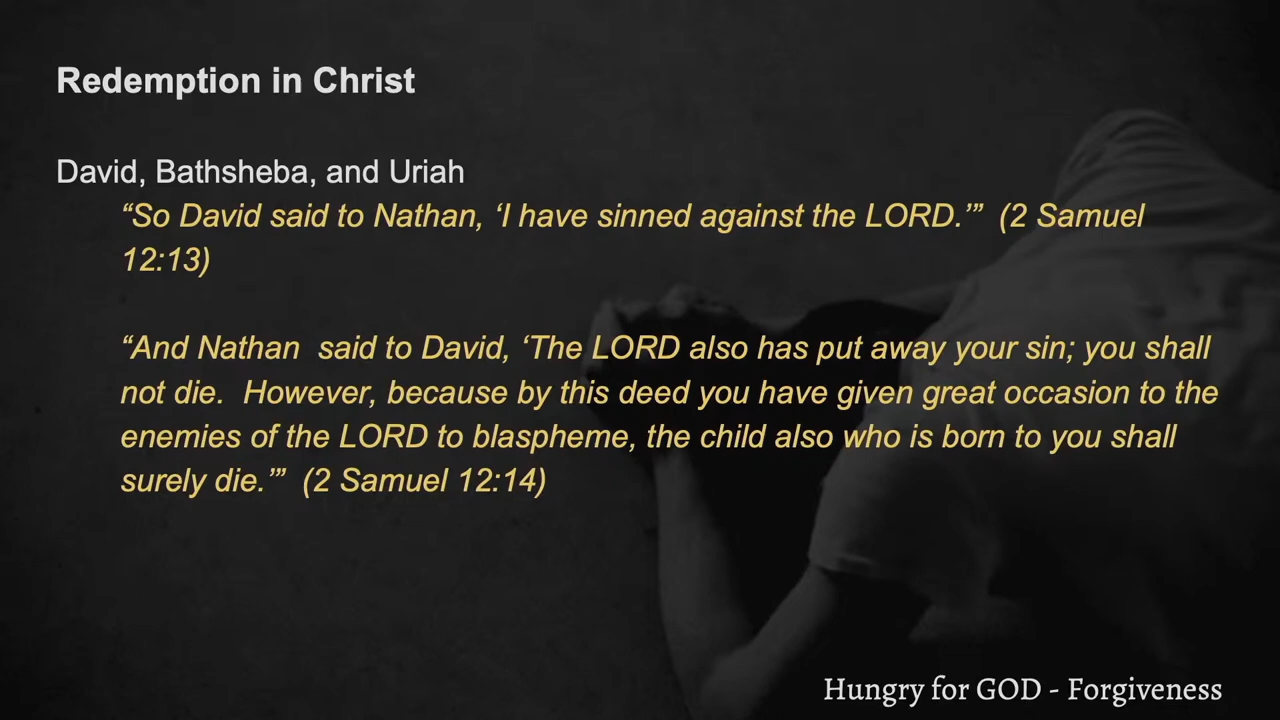 Redemption in Christ
David, Bathsheba, and Uriah
“So David said to Nathan, ‘I have sinned against the LORD.’”  (2 Samuel
12:13)
“And Nathan  said to David, ‘The LORD also has put away your sin; you shall
not die.  However, because by this deed you have given great occasion to the
enemies of the LORD to blaspheme, the child also who is born to you shall
surely die.’”  (2 Samuel 12:14)
Hungry for GOD - Forgiveness